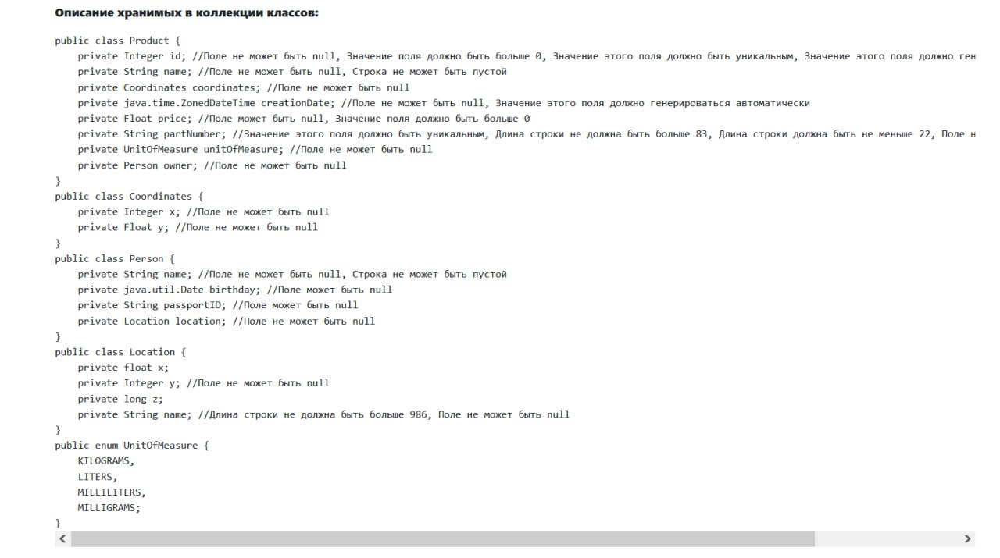 Описание хранимых в коллекции классов:
public class Product {
    private Integer id; //Поле не может быть null, Значение поля должно быть больше 0, Значение этого поля должно быть уникальным, Значение этого поля должно ген
    private String name; //Поле не может быть null, Строка не может быть пустой
    private Coordinates coordinates; //Поле не может быть null
    private java.time.ZonedDateTime creationDate; //Поле не может быть null, Значение этого поля должно генерироваться автоматически
    private Float price; //Поле может быть null, Значение поля должно быть больше 0
    private String partNumber; //Значение этого поля должно быть уникальным, Длина строки не должна быть больше 83, Длина строки должна быть не меньше 22, Поле н
    private UnitOfMeasure unitOfMeasure; //Поле не может быть null
    private Person owner; //Поле не может быть null
}
public class Coordinates {
    private Integer x; //Поле не может быть null
    private Float y; //Поле не может быть null
}
public class Person {
    private String name; //Поле не может быть null, Строка не может быть пустой
    private java.util.Date birthday; //Поле может быть null
    private String passportID; //Поле может быть null
    private Location location; //Поле не может быть null
}
public class Location {
    private float x;
    private Integer y; //Поле не может быть null
    private long z;
    private String name; //Длина строки не должна быть больше 986, Поле не может быть null
}
public enum UnitOfMeasure {
    KILOGRAMS,
    LITERS,
    MILLILITERS,
    MILLIGRAMS;
}